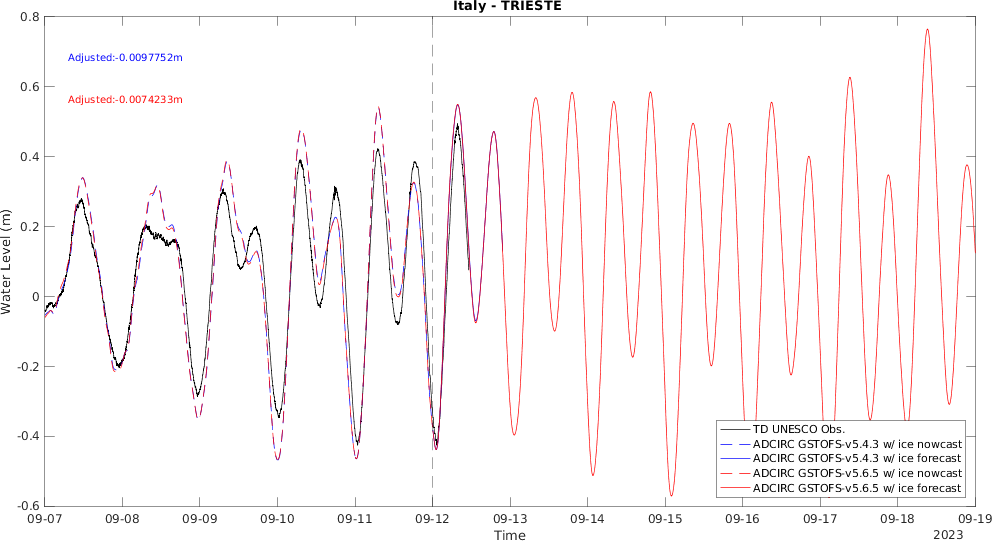 Italy - TRIESTE
Adjusted:-0.0097752m
Adjusted:-0.0074233m
Water Level (m)
0.8
0.6
0.4
0.2
0
-0.2
-0.4
-0.6
TD UNESCO Obs.
ADCIRC GSTOFS-v5.4.3 w/ ice nowcast
ADCIRC GSTOFS-v5.4.3 w/ ice forecast
ADCIRC GSTOFS-v5.6.5 w/ ice nowcast
ADCIRC GSTOFS-v5.6.5 w/ ice forecast
09-07 09-08 09-09 09-10 09-11 09-12 09-13 09-14 09-15 09-16 09-17 09-18 09-19
Time
2023